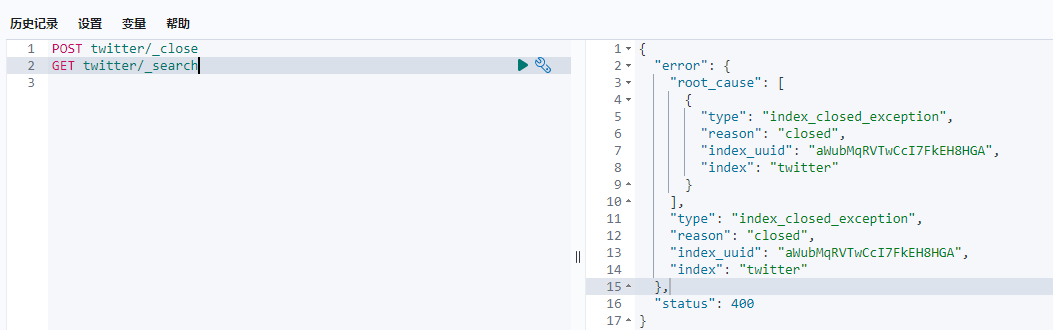 历史记录 设置 变量 帮助
1 POST twitter/_close
2 GET twitter/_search
3
1 {
2 "error": {
3 "root_cause": [
4 {
5 "type": "index_closed_exception",
6 "reason": "closed",
7 "index_uuid": "aWubMqRVTwCcI7FkEH8HGA",
8 "index": "twitter"
9 }
10 ],
11 "type": "index_closed_exception",
12 "reason": "closed",
13 "index_uuid": "aWubMqRVTwCcI7FkEH8HGA",
14 "index": "twitter"
15 },
16 "status": 400
17 }